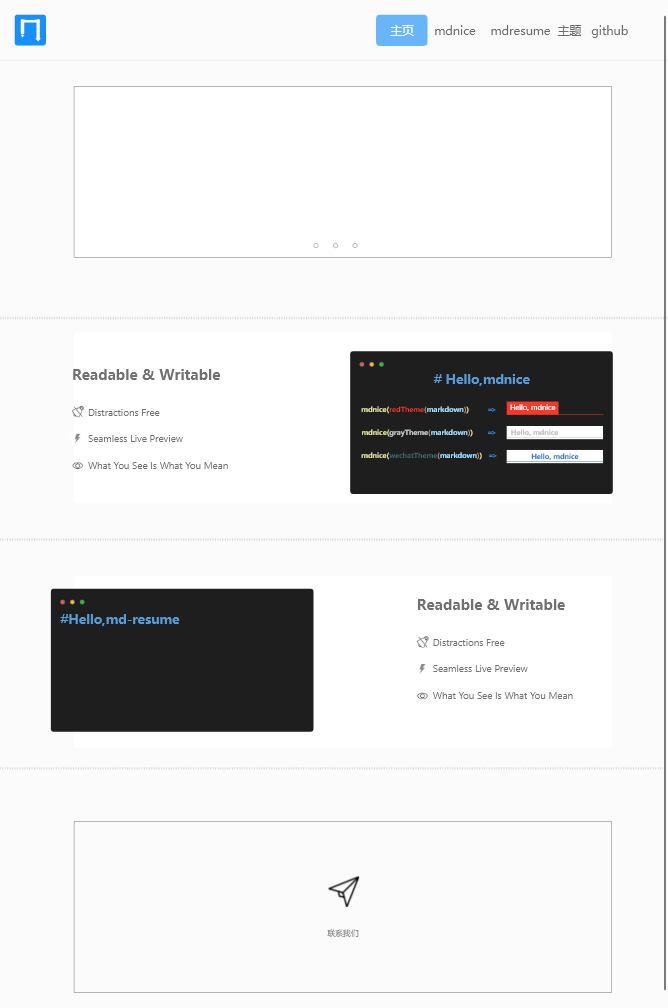 主页 mdnice mdresume 主题 github
Readable & Writable
Distractions Free
Seamless Live Preview
What You See Is What You Mean
# Hello,mdnice
mdnice(redTheme(markdown)) => Hello, mdnice
mdnice(grayTheme(markdown)) => Hello, mdnice
mdnice(wechatTheme(markdown)) => Hello, mdnice
#Hello,md-resume
Readable & Writable
Distractions Free
Seamless Live Preview
What You See Is What You Mean
联系我们